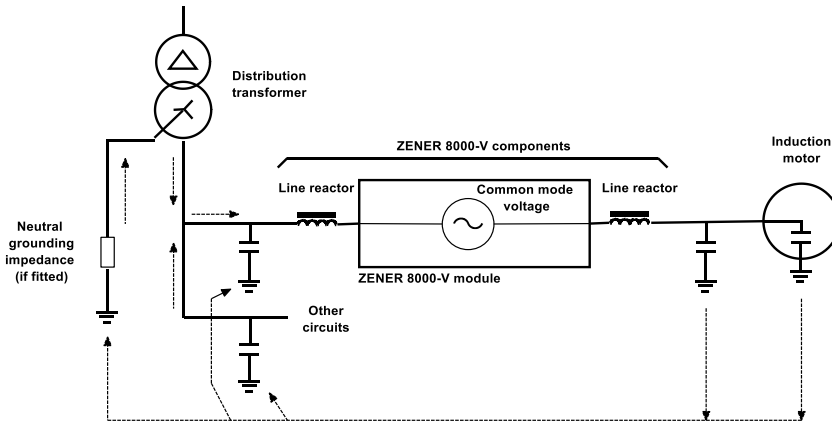 Distribution
transformer
ZENER 8000-V components
Induction
motor
Line reactor
Common mode
voltage
Line reactor
Neutral
grounding
impedance
(if fitted)
ZENER 8000-V module
Other
circuits